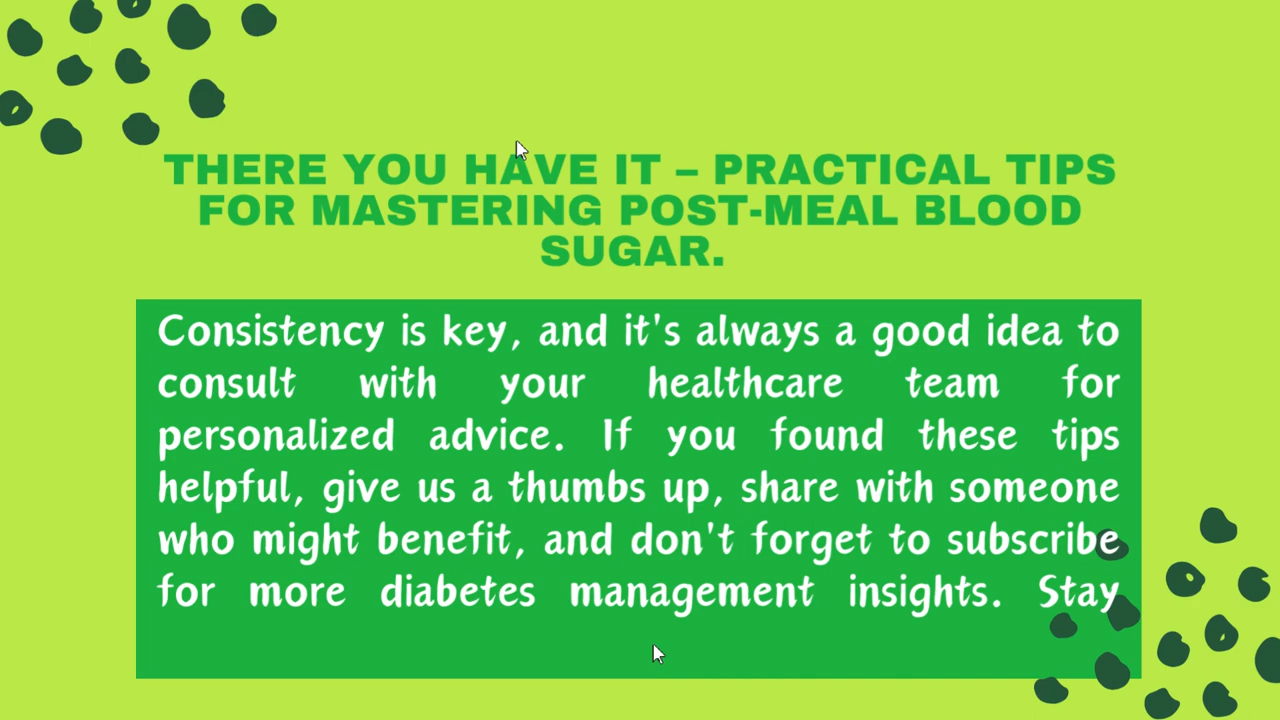 THERE YOU HAVE IT – PRACTICAL TIPS
FOR MASTERING POST-MEAL BLOOD
SUGAR.
Consistency is key, and it's always a good idea to
consult with your healthcare team for
personalized advice. If you found these tips
helpful, give us a thumbs up, share with someone
who might benefit, and don't forget to subscribe
for more diabetes management insights. Stay